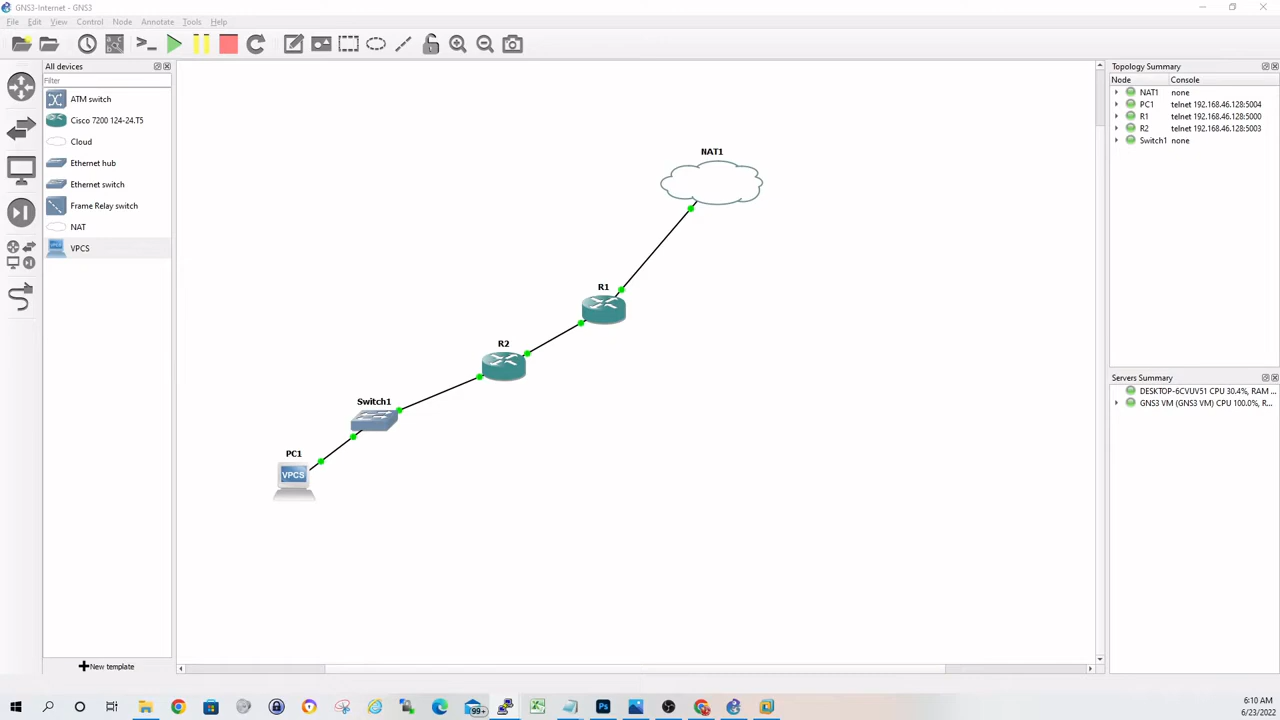 GNS3-Internet - GNS3
File Edit View Control Node Annotate Tools Help
All devices
Filter
ATM switch
Cisco 7200 124-24.T5
Cloud
Ethernet hub
Ethernet switch
Frame Relay switch
NAT
VPCS
New template
NAT1
R1
R2
Switch1
PC1
VPCS
Topology Summary
Node Console
NAT1 none
PC1 telnet 192.168.46.128:5004
R1 telnet 192.168.46.128:5000
R2 telnet 192.168.46.128:5003
Switch1 none
Servers Summary
DESKTOP-6CVUV51 CPU 30.4%, RAM ...
GNS3 VM (GNS3 VM) CPU 100.0%, R...
99+
6:10 AM
6/23/2022